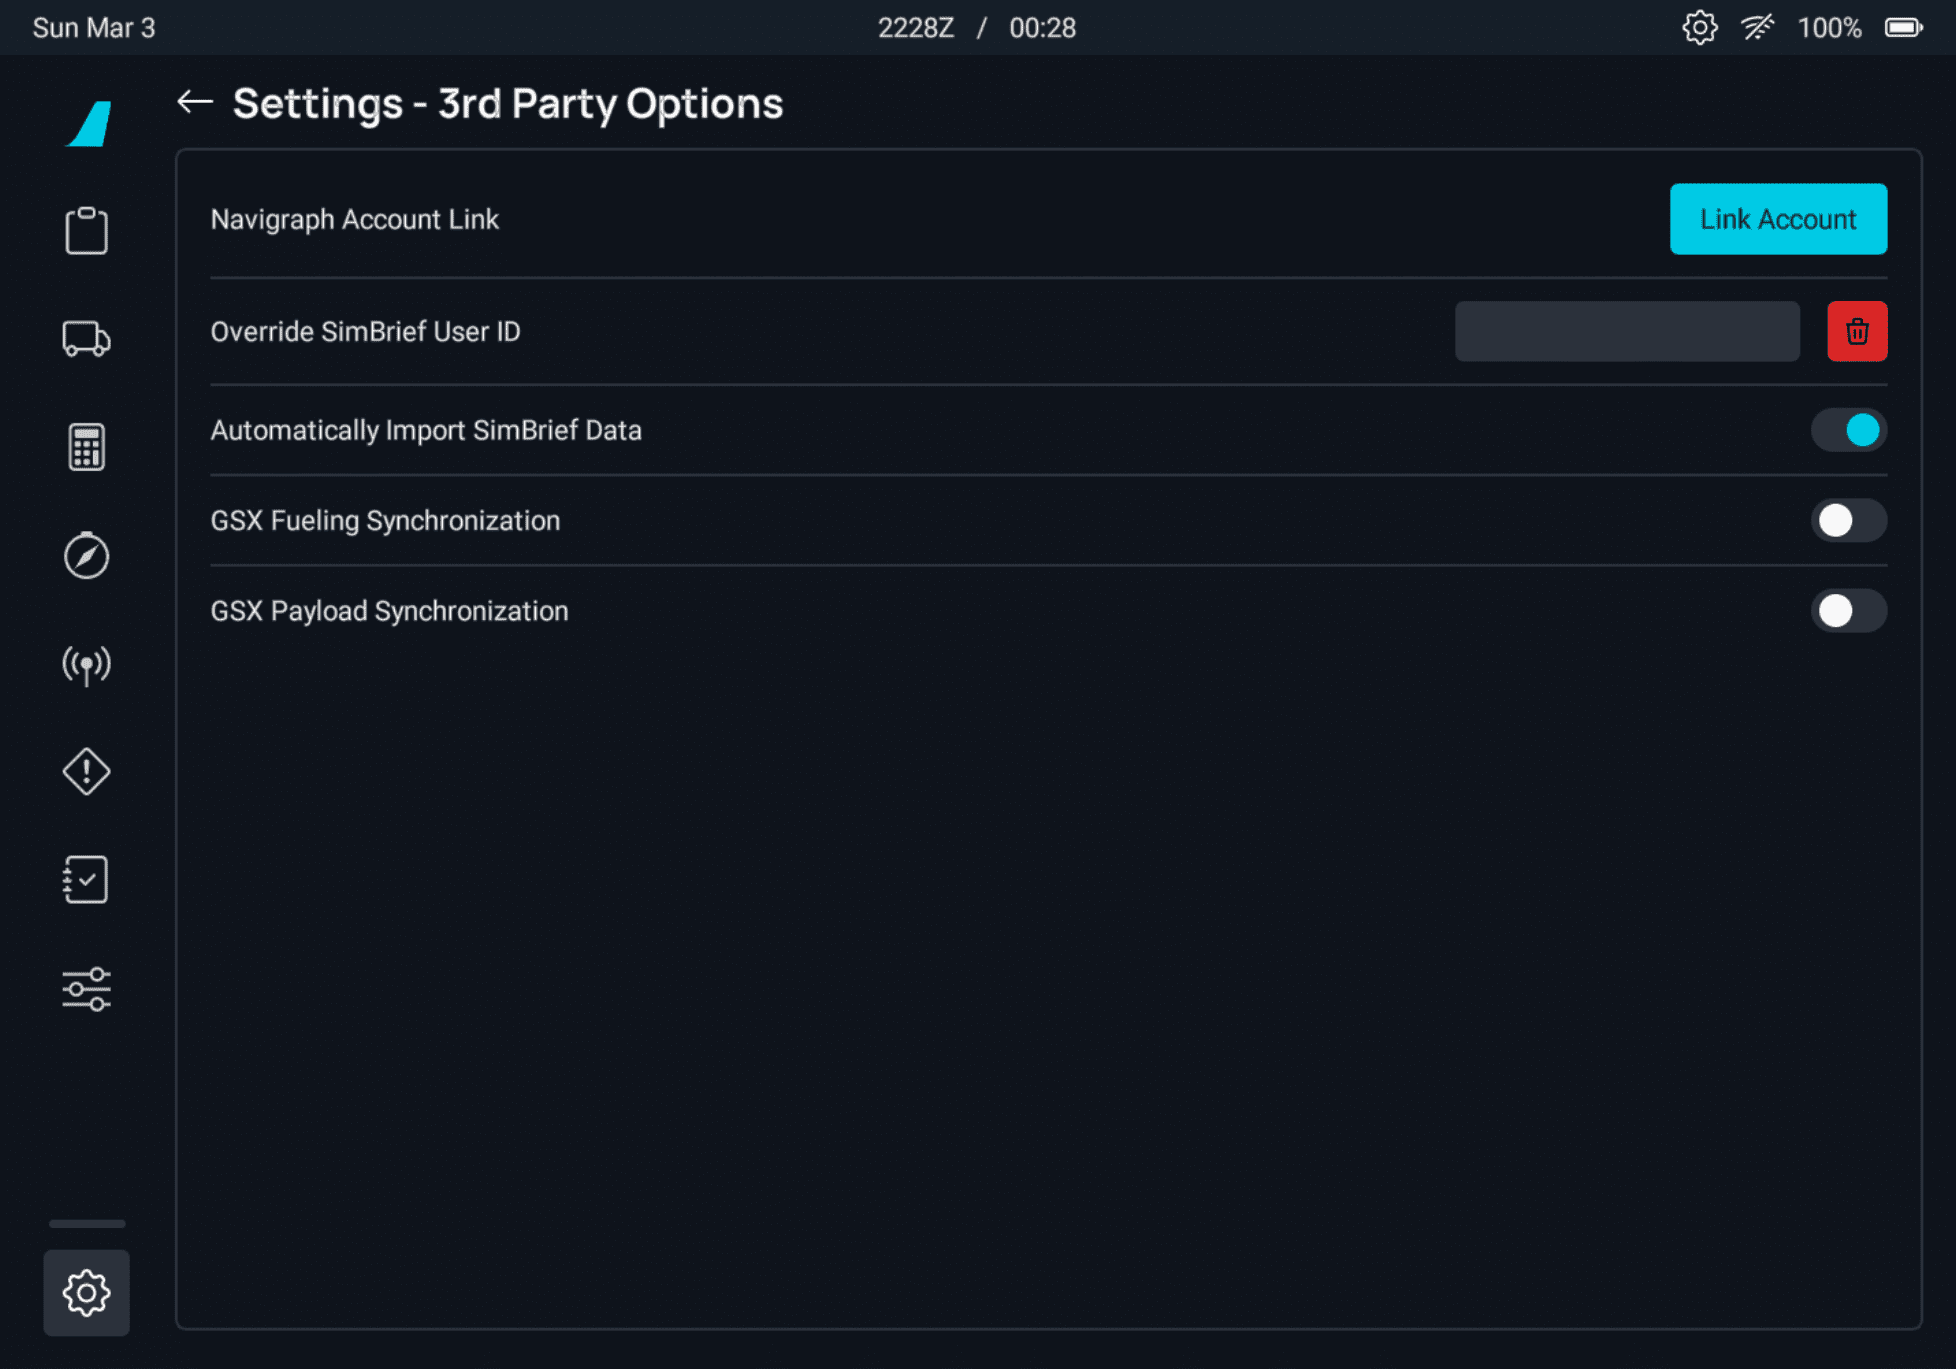 Sun Mar 3
2228Z / 00:28
100%
Settings - 3rd Party Options
Navigraph Account Link
Link Account
Override SimBrief User ID
Automatically Import SimBrief Data
GSX Fueling Synchronization
GSX Payload Synchronization